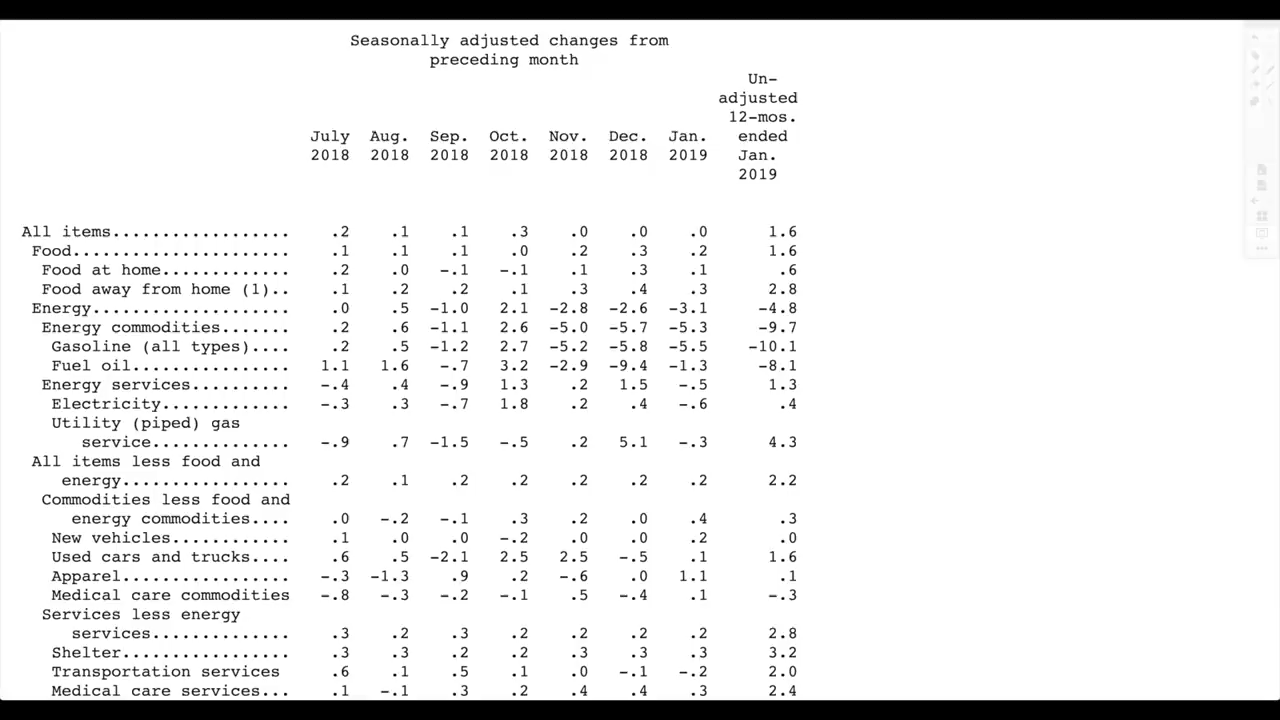 Seasonally adjusted changes from
preceding month
Un-
adjusted
12-mos.
July Aug. Sep. Oct. Nov. Dec. Jan. ended
2018 2018 2018 2018 2018 2018 2019 Jan.
2019
All items.................. .2 .1 .1 .3 .0 .0 .0 1.6
Food...................... .1 .1 .1 .0 .2 .3 .2 1.6
Food at home............. .2 .0 -.1 -.1 .1 .3 .1 .6
Food away from home (1).. .1 .2 .2 .1 .3 .4 .3 2.8
Energy.................... .0 .5 -1.0 2.1 -2.8 -2.6 -3.1 -4.8
Energy commodities....... .2 .6 -1.1 2.6 -5.0 -5.7 -5.3 -9.7
Gasoline (all types).... .2 .5 -1.2 2.7 -5.2 -5.8 -5.5 -10.1
Fuel oil................ 1.1 1.6 -.7 3.2 -2.9 -9.4 -1.3 -8.1
Energy services.......... -.4 .4 -.9 1.3 .2 1.5 -.5 1.3
Electricity............. -.3 .3 -.7 1.8 .2 .4 -.6 .4
Utility (piped) gas
service.............. -.9 .7 -1.5 -.5 .2 5.1 -.3 4.3
All items less food and
energy................. .2 .1 .2 .2 .2 .2 .2 2.2
Commodities less food and
energy commodities.... .0 -.2 -.1 .3 .2 .0 .4 .3
New vehicles............ .1 .0 .0 -.2 .0 .0 .2 .0
Used cars and trucks.... .6 .5 -2.1 2.5 2.5 -.5 .1 1.6
Apparel................. -.3 -1.3 .9 .2 -.6 .0 1.1 .1
Medical care commodities -.8 -.3 -.2 -.1 .5 -.4 .1 -.3
Services less energy
services.............. .3 .2 .3 .2 .2 .2 .2 2.8
Shelter................. .3 .3 .2 .2 .3 .3 .3 3.2
Transportation services .6 .1 .5 .1 .0 -.1 -.2 2.0
Medical care services... .1 -.1 .3 .2 .4 .4 .3 2.4